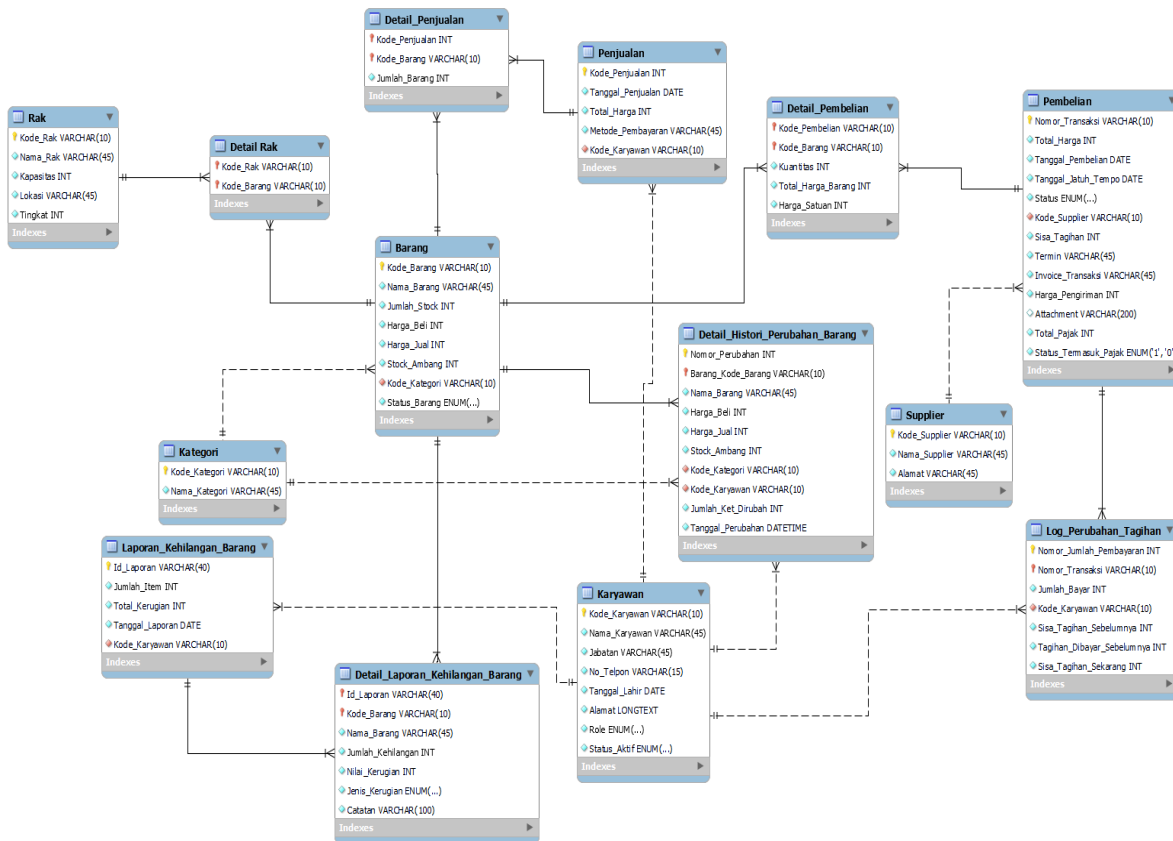 Detail_Penjualan
Kode_Penjualan INT
Kode_Barang VARCHAR(10)
Jumlah_Barang INT
Indexes
Penjualan
Kode_Penjualan INT
Tanggal_Penjualan DATE
Total_Harga INT
Metode_Pembayaran VARCHAR(45)
Kode_Karyawan VARCHAR(10)
Indexes
Rak
Kode_Rak VARCHAR(10)
Nama_Rak VARCHAR(45)
Kapasitas INT
Lokasi VARCHAR(45)
Tingkat INT
Indexes
Detail Rak
Kode_Rak VARCHAR(10)
Kode_Barang VARCHAR(10)
Indexes
Detail_Pembelian
Kode_Pembelian VARCHAR(10)
Kode_Barang VARCHAR(10)
Kuantitas INT
Total_Harga_Barang INT
Harga_Satuan INT
Indexes
Pembelian
Nomor_Transaksi VARCHAR(10)
Total_Harga INT
Tanggal_Pembelian DATE
Tanggal_Jatuh_Tempo DATE
Status ENUM(...)
Kode_Supplier VARCHAR(10)
Sisa_Tagihan INT
Termin VARCHAR(45)
Invoice_Transaksi VARCHAR(45)
Harga_Pengiriman INT
Attachment VARCHAR(200)
Total_Pajak INT
Status_Termasuk_Pajak ENUM('1', '0'
Indexes
Barang
Kode_Barang VARCHAR(10)
Nama_Barang VARCHAR(45)
Jumlah_Stock INT
Harga_Beli INT
Harga_Jual INT
Stock_Ambang INT
Kode_Kategori VARCHAR(10)
Status_Barang ENUM(...)
Indexes
Detail_Histori_Perubahan_Barang
Nomor_Perubahan INT
Barang_Kode_Barang VARCHAR(10)
Nama_Barang VARCHAR(45)
Harga_Beli INT
Harga_Jual INT
Stock_Ambang INT
Kode_Kategori VARCHAR(10)
Kode_Karyawan VARCHAR(10)
Jumlah_Ket_Dirubah INT
Tanggal_Perubahan DATETIME
Indexes
Supplier
Kode_Supplier VARCHAR(10)
Nama_Supplier VARCHAR(45)
Alamat VARCHAR(45)
Indexes
Kategori
Kode_Kategori VARCHAR(10)
Nama_Kategori VARCHAR(45)
Indexes
Laporan_Kehilangan_Barang
Id_Laporan VARCHAR(40)
Jumlah_Item INT
Total_Kerugian INT
Tanggal_Laporan DATE
Kode_Karyawan VARCHAR(10)
Indexes
Log_Perubahan_Tagihan
Nomor_Jumlah_Pembayaran INT
Nomor_Transaksi VARCHAR(10)
Jumlah_Bayar INT
Kode_Karyawan VARCHAR(10)
Sisa_Tagihan_Sebelumnya INT
Tagihan_Dibayar_Sebelumnya INT
Sisa_Tagihan_Sekarang INT
Indexes
Karyawan
Kode_Karyawan VARCHAR(10)
Nama_Karyawan VARCHAR(45)
Jabatan VARCHAR(45)
No_Telpon VARCHAR(15)
Tanggal_Lahir DATE
Alamat LONGTEXT
Role ENUM(...)
Status_Aktif ENUM(...)
Indexes
Detail_Laporan_Kehilangan_Barang
Id_Laporan VARCHAR(40)
Kode_Barang VARCHAR(10)
Nama_Barang VARCHAR(45)
Jumlah_Kehilangan INT
Nilai_Kerugian INT
Jenis_Kerugian ENUM(...)
Catatan VARCHAR(100)
Indexes